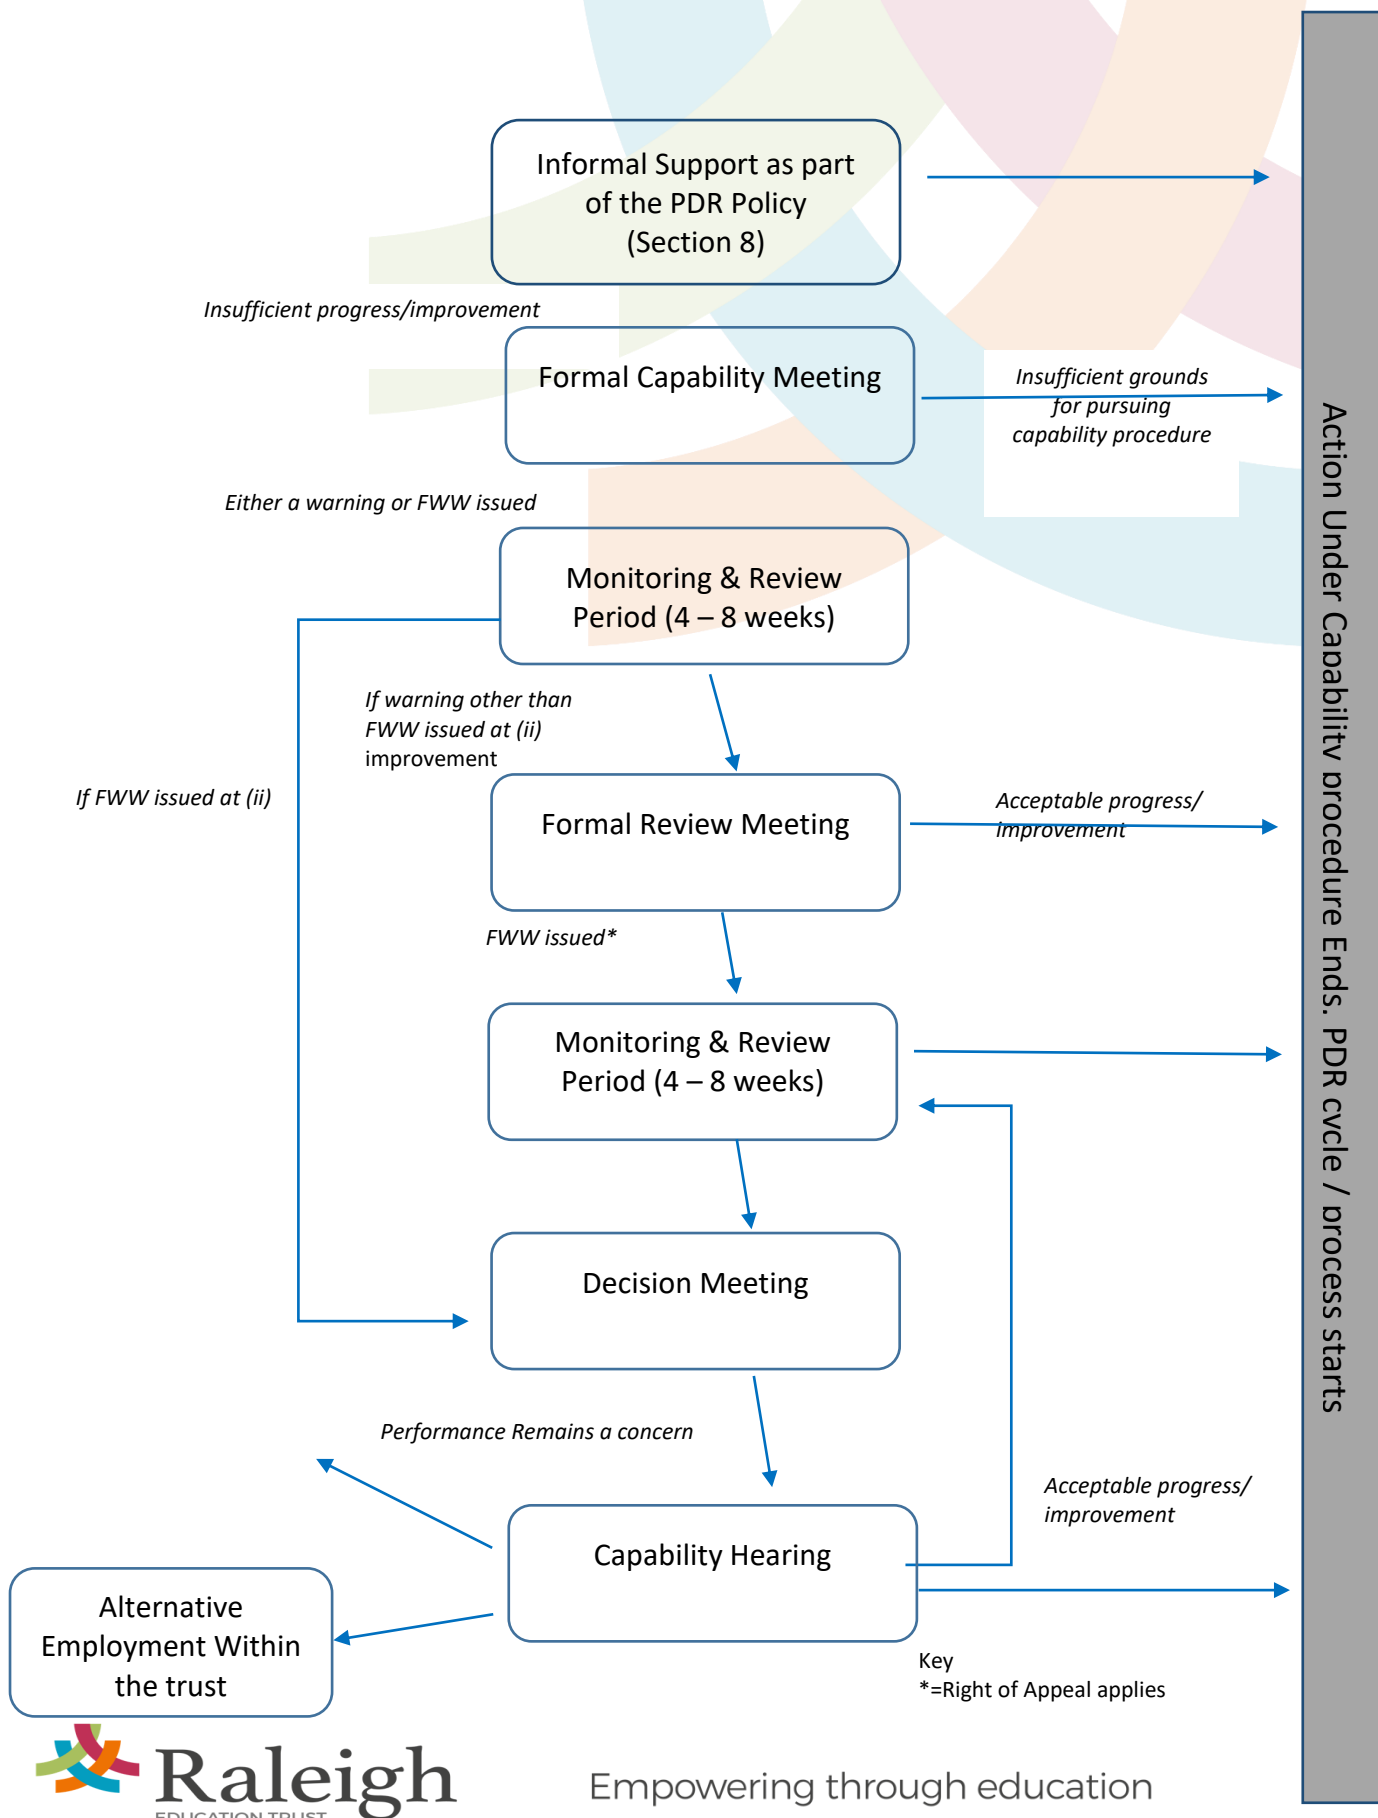 Informal Support as part
of the PDR Policy
(Section 8)
Insufficient progress/improvement
Formal Capability Meeting
Insufficient grounds
for pursuing
capability procedure
Either a warning or FWW issued
Monitoring & Review
Period (4 – 8 weeks)
If warning other than
FWW issued at (ii)
improvement
If FWW issued at (ii)
Formal Review Meeting
Acceptable progress/
improvement
FWW issued*
Monitoring & Review
Period (4 – 8 weeks)
Decision Meeting
Performance Remains a concern
Acceptable progress/
improvement
Capability Hearing
Alternative
Employment Within
the trust
Key
*=Right of Appeal applies
Action Under Capability procedure Ends. PDR cycle / process starts
Raleigh
EDUCATION TRUST
Empowering through education